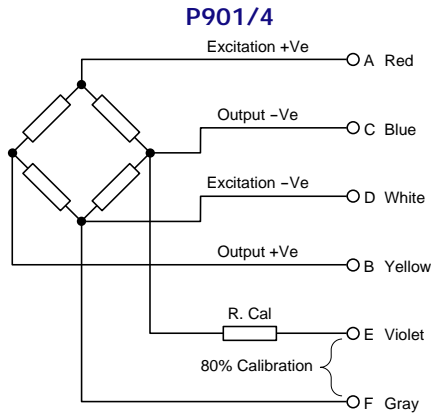 P901/4
Excitation +Ve
A Red
Output –Ve
C Blue
Excitation –Ve
D White
Output +Ve
B Yellow
R. Cal
E Violet
80% Calibration
F Gray